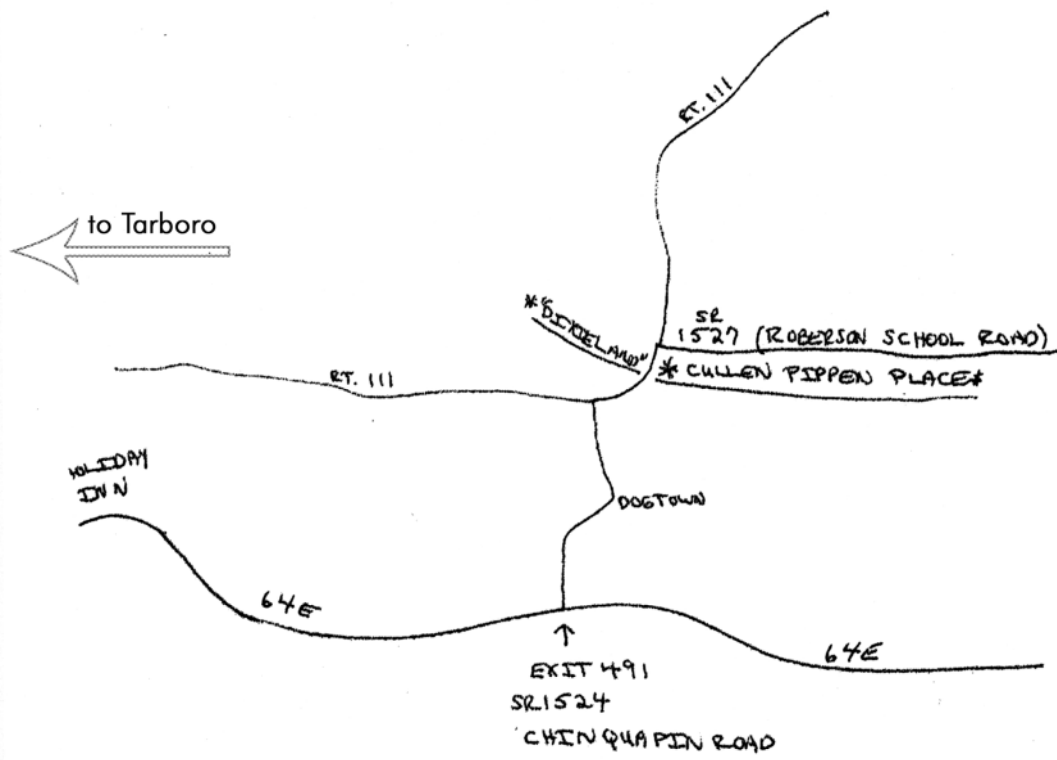 RT. 111
to Tarboro
*"DIXIELAND"
SR
1527 (ROBERSON SCHOOL ROAD)
* CULLEN PIPPEN PLACE*
RT. 111
HOLIDAY
INN
DOGTOWN
64E
64E
EXIT 491
SR1524
CHINQUAPIN ROAD